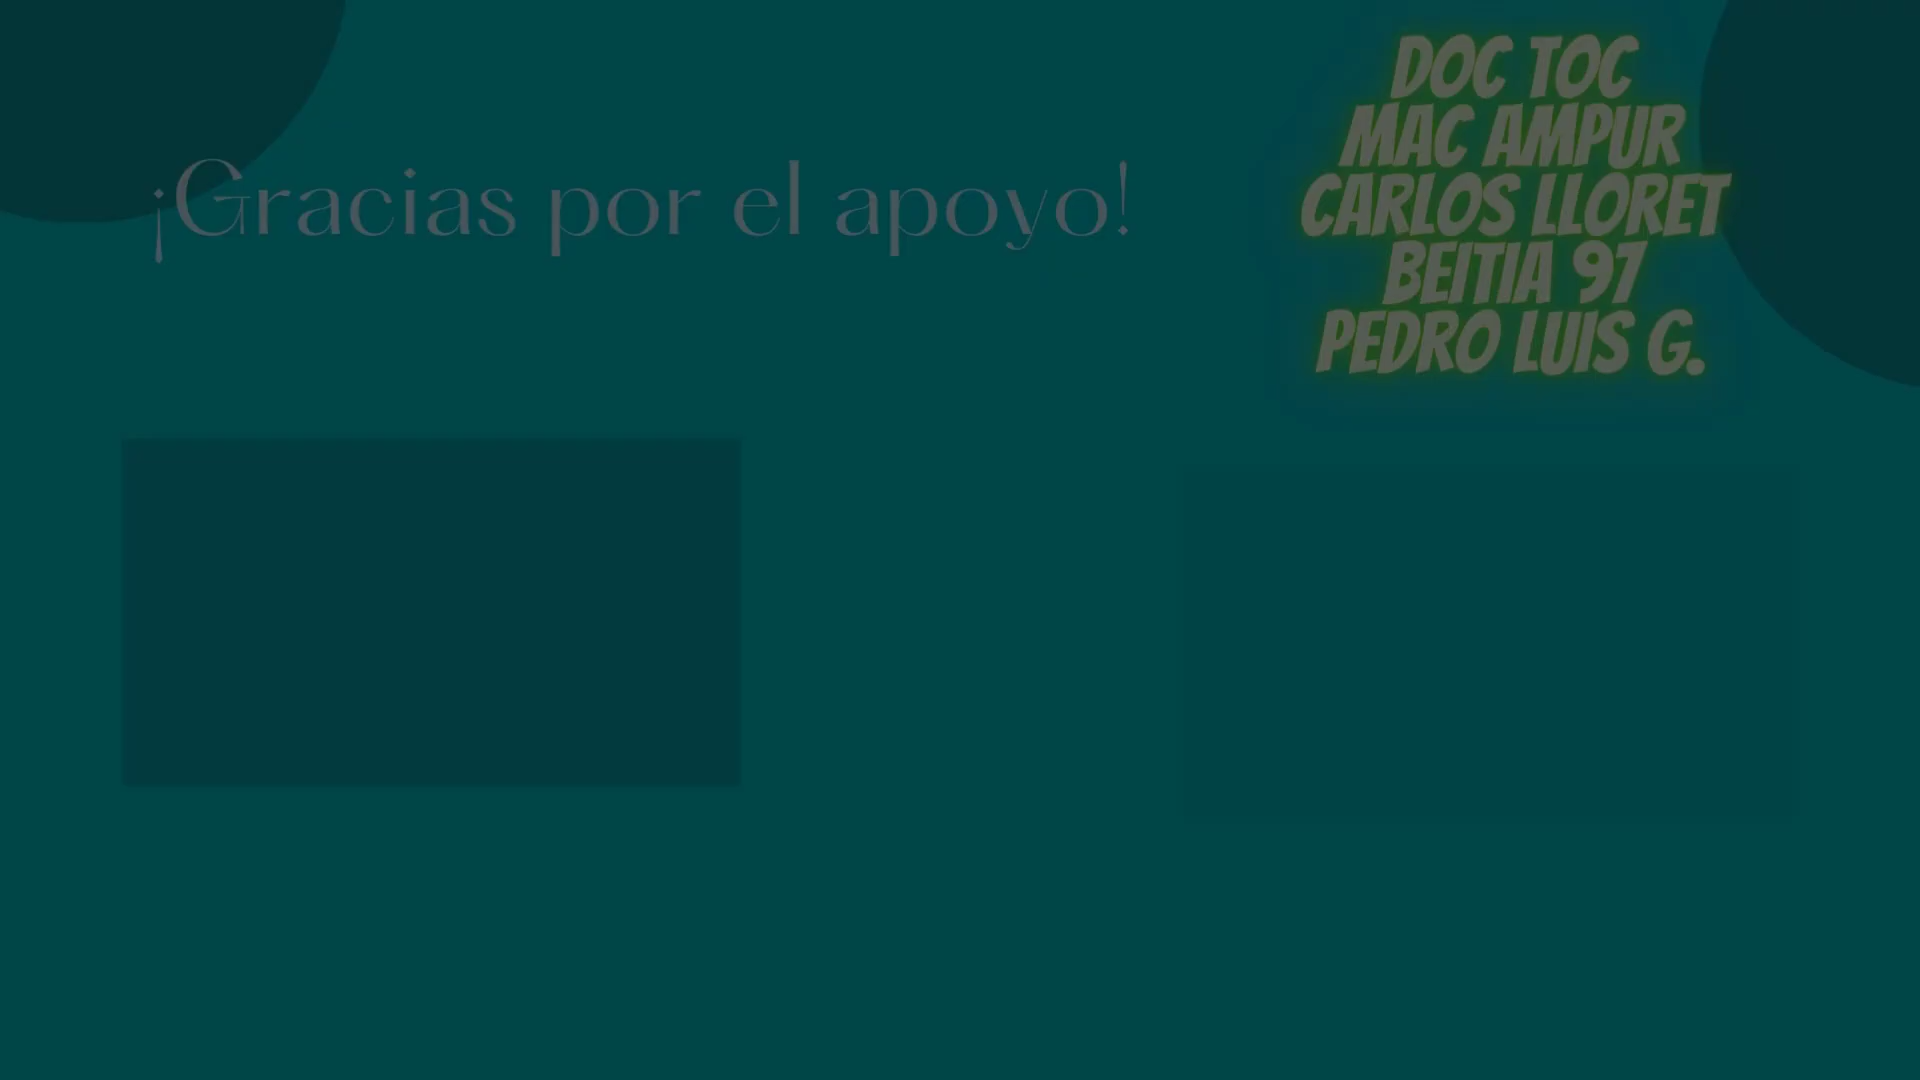 ¡Gracias por el apoyo!
DOC TOC
MAC AMPUR
CARLOS LLORET
BEITIA 97
PEDRO LUIS G.